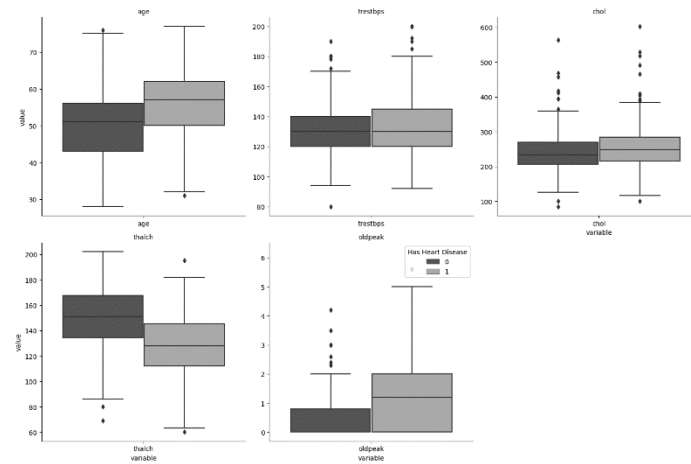 age
trestbps
chol
value
70
60
50
40
30
200
180
160
140
120
100
80
600
500
400
300
200
100
age
trestbps
chol
variable
thalch
oldpeak
value
200
180
160
140
120
100
80
60
6
5
4
3
2
1
0
Has Heart Disease
0
1
thalch
variable
oldpeak
variable